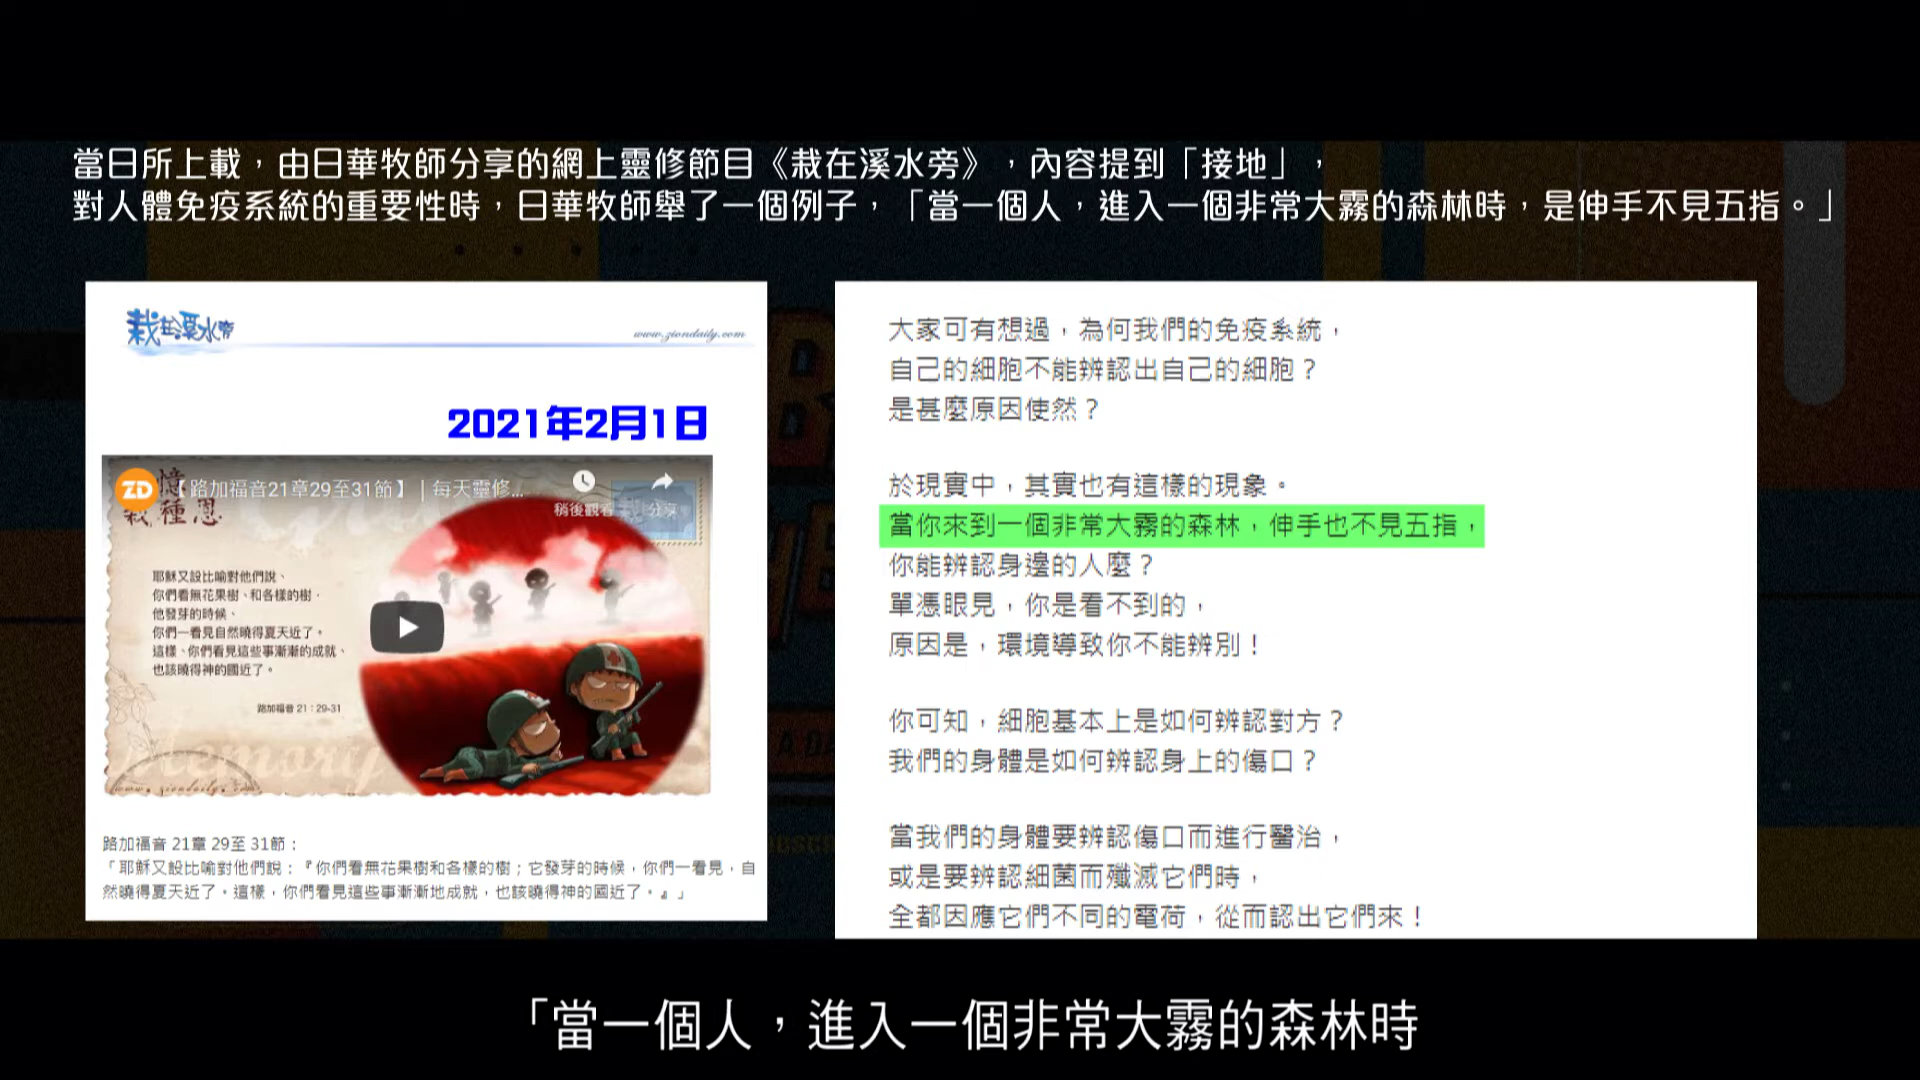 當日所上載，由日華牧師分享的網上靈修節目《栽在溪水旁》，內容提到「接地」，
對人體免疫系統的重要性時，日華牧師舉了一個例子，「當一個人，進入一個非常大霧的森林時，是伸手不見五指。」
栽在溪水旁
www.ziondaily.com
2021年2月1日
ZD
【路加福音21章29至31節】｜每天靈修...
稍後觀看
分享
憶
栽種恩
耶穌又設比喻對他們說、
你們看無花果樹、和各樣的樹．
他發芽的時候、
你們一看見自然曉得夏天近了。
這樣、你們看見這些事漸漸的成就、
也該曉得神的國近了。
路加福音 21：29-31
Memory
www.ziondaily.com
路加福音 21章 29至 31節：
「耶穌又設比喻對他們說：『你們看無花果樹和各樣的樹；它發芽的時候，你們一看見，自
然曉得夏天近了。這樣，你們看見這些事漸漸地成就，也該曉得神的國近了。』」
大家可有想過，為何我們的免疫系統，
自己的細胞不能辨認出自己的細胞？
是甚麼原因使然？
於現實中，其實也有這樣的現象。
當你來到一個非常大霧的森林，伸手也不見五指，
你能辨認身邊的人麼？
單憑眼見，你是看不到的，
原因是，環境導致你不能辨別！
你可知，細胞基本上是如何辨認對方？
我們的身體是如何辨認身上的傷口？
當我們的身體要辨認傷口而進行醫治，
或是要辨認細菌而殲滅它們時，
全都因應它們不同的電荷，從而認出它們來！
「當一個人，進入一個非常大霧的森林時